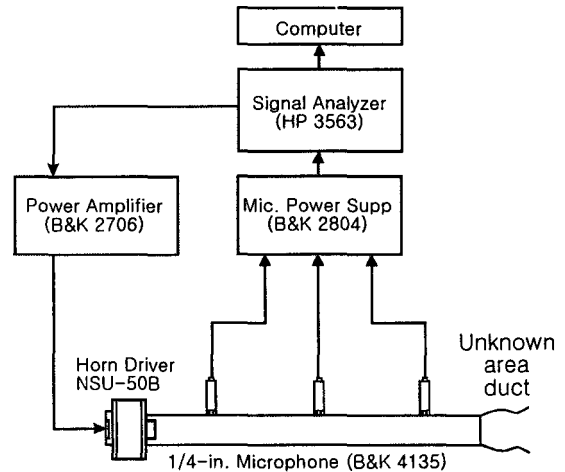 Computer
Signal Analyzer
(HP 3563)
Power Amplifier
(B&K 2706)
Mic. Power Supp
(B&K 2804)
Horn Driver
NSU-50B
Unknown
area
duct
1/4-in. Microphone (B&K 4135)